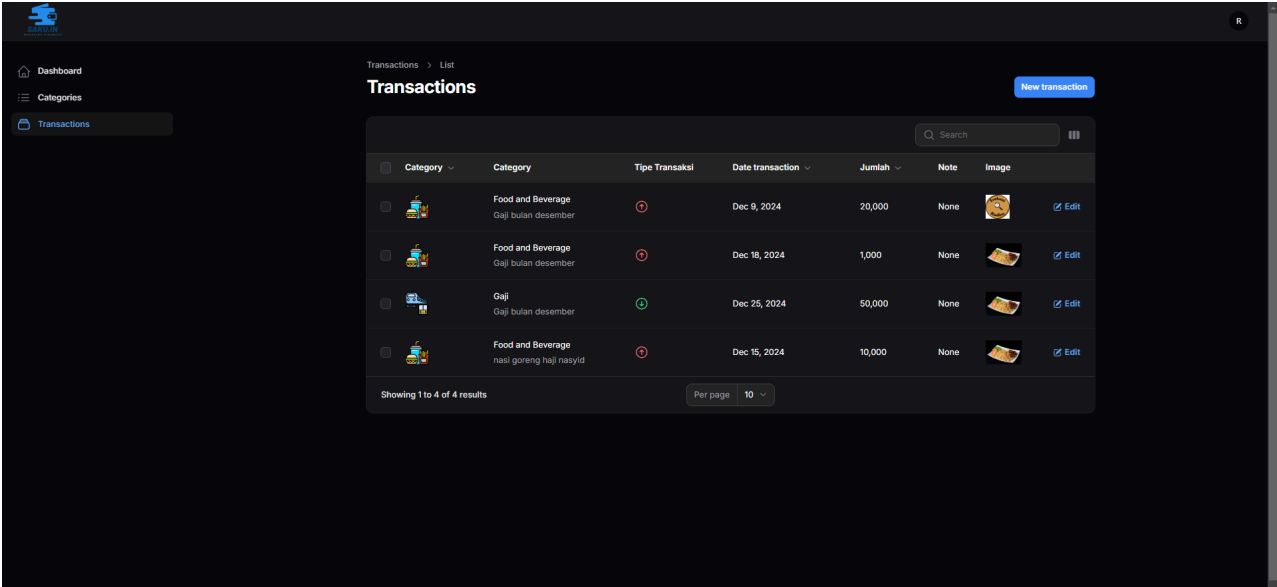 SAKU.IN
R
Dashboard
Categories
Transactions
Transactions > List
Transactions
New transaction
Search
Category Category Tipe Transaksi Date transaction Jumlah Note Image
Food and Beverage
Gaji bulan desember
Dec 9, 2024 20,000 None Edit
Food and Beverage
Gaji bulan desember
Dec 18, 2024 1,000 None Edit
Gaji
Gaji bulan desember
Dec 25, 2024 50,000 None Edit
Food and Beverage
nasi goreng haji nasyid
Dec 15, 2024 10,000 None Edit
Showing 1 to 4 of 4 results
Per page 10